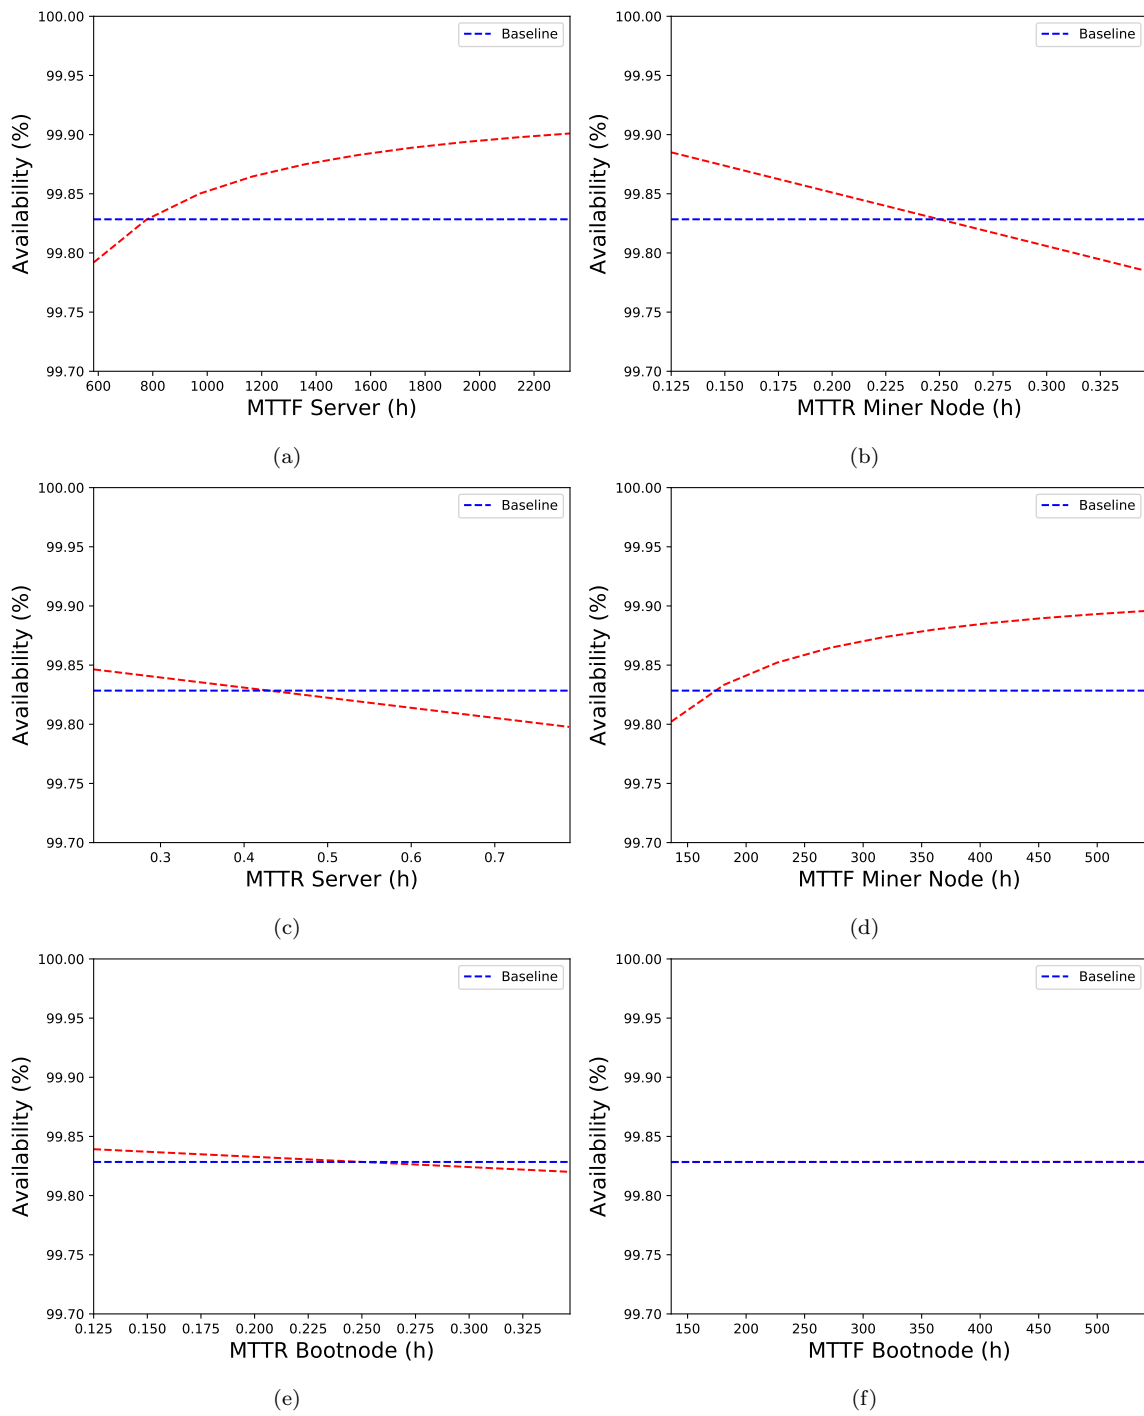 100.00
99.95
99.90
99.85
99.80
99.75
99.70
Availability (%)
Baseline
600 800 1000 1200 1400 1600 1800 2000 2200
MTTF Server (h)
(a)
100.00
99.95
99.90
99.85
99.80
99.75
99.70
Availability (%)
Baseline
0.125 0.150 0.175 0.200 0.225 0.250 0.275 0.300 0.325
MTTR Miner Node (h)
(b)
100.00
99.95
99.90
99.85
99.80
99.75
99.70
Availability (%)
Baseline
0.3 0.4 0.5 0.6 0.7
MTTR Server (h)
(c)
100.00
99.95
99.90
99.85
99.80
99.75
99.70
Availability (%)
Baseline
150 200 250 300 350 400 450 500
MTTF Miner Node (h)
(d)
100.00
99.95
99.90
99.85
99.80
99.75
99.70
Availability (%)
Baseline
0.125 0.150 0.175 0.200 0.225 0.250 0.275 0.300 0.325
MTTR Bootnode (h)
(e)
100.00
99.95
99.90
99.85
99.80
99.75
99.70
Availability (%)
Baseline
150 200 250 300 350 400 450 500
MTTF Bootnode (h)
(f)